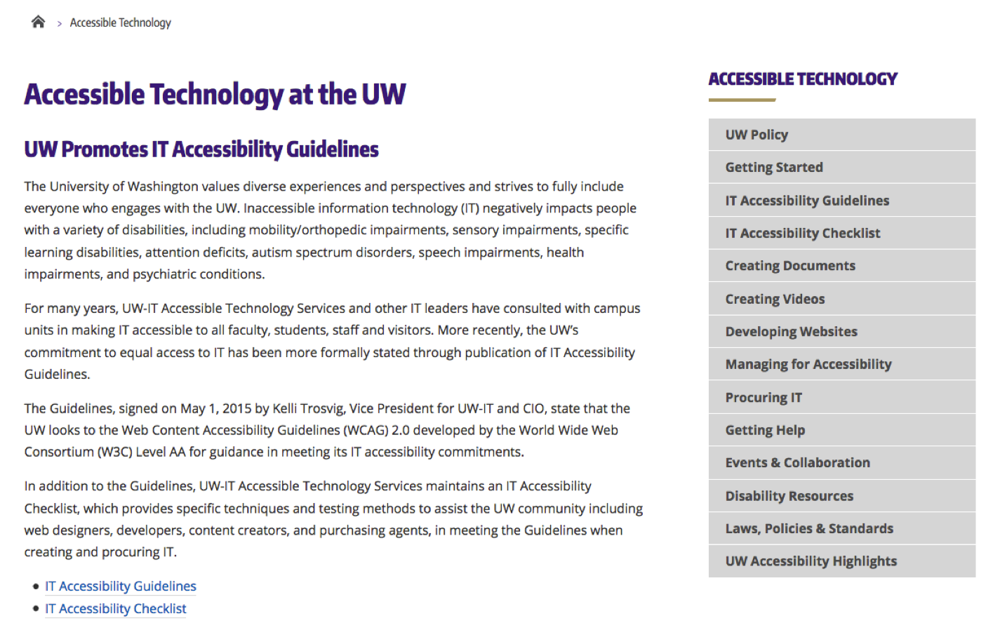 > Accessible Technology
Accessible Technology at the UW
UW Promotes IT Accessibility Guidelines
The University of Washington values diverse experiences and perspectives and strives to fully include
everyone who engages with the UW. Inaccessible information technology (IT) negatively impacts people
with a variety of disabilities, including mobility/orthopedic impairments, sensory impairments, specific
learning disabilities, attention deficits, autism spectrum disorders, speech impairments, health
impairments, and psychiatric conditions.
For many years, UW-IT Accessible Technology Services and other IT leaders have consulted with campus
units in making IT accessible to all faculty, students, staff and visitors. More recently, the UW’s
commitment to equal access to IT has been more formally stated through publication of IT Accessibility
Guidelines.
The Guidelines, signed on May 1, 2015 by Kelli Trosvig, Vice President for UW-IT and CIO, state that the
UW looks to the Web Content Accessibility Guidelines (WCAG) 2.0 developed by the World Wide Web
Consortium (W3C) Level AA for guidance in meeting its IT accessibility commitments.
In addition to the Guidelines, UW-IT Accessible Technology Services maintains an IT Accessibility
Checklist, which provides specific techniques and testing methods to assist the UW community including
web designers, developers, content creators, and purchasing agents, in meeting the Guidelines when
creating and procuring IT.
• IT Accessibility Guidelines
• IT Accessibility Checklist
ACCESSIBLE TECHNOLOGY
UW Policy
Getting Started
IT Accessibility Guidelines
IT Accessibility Checklist
Creating Documents
Creating Videos
Developing Websites
Managing for Accessibility
Procuring IT
Getting Help
Events & Collaboration
Disability Resources
Laws, Policies & Standards
UW Accessibility Highlights